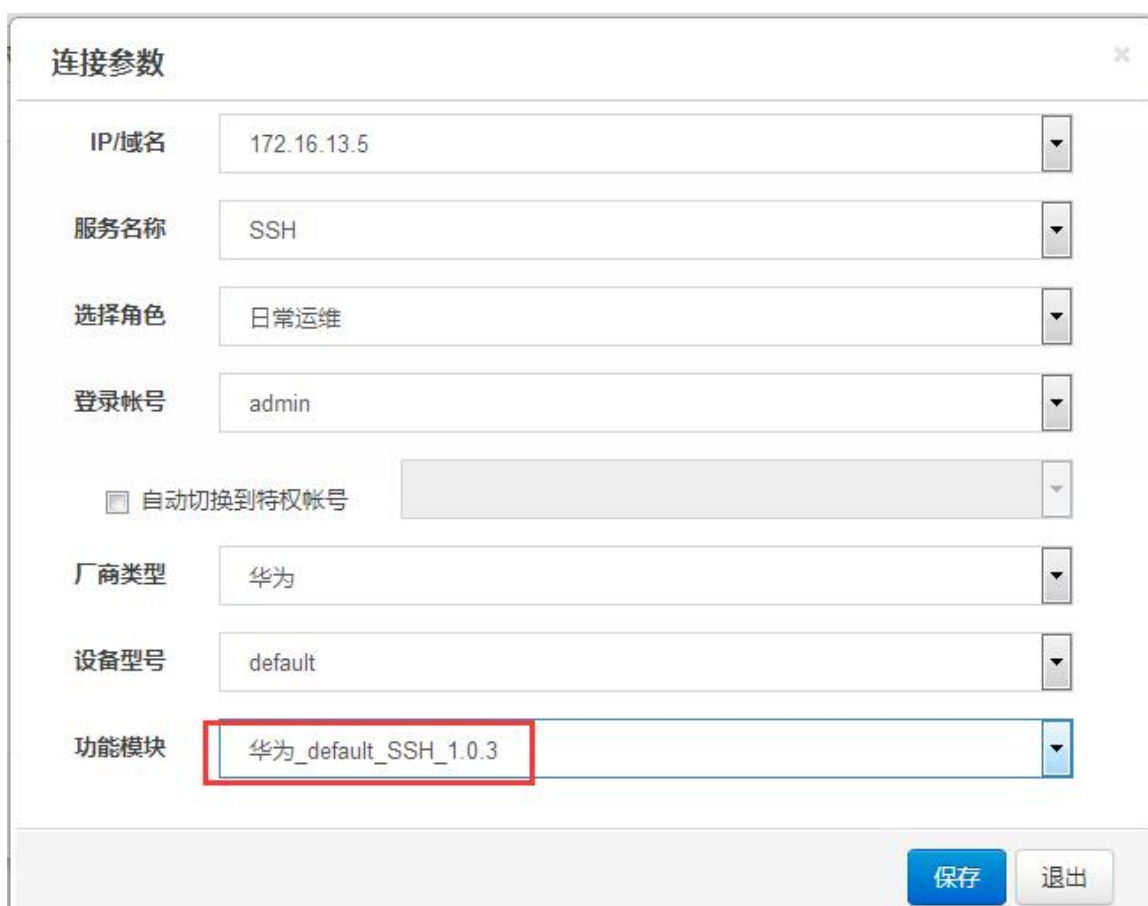 连接参数
×
IP/域名 172.16.13.5
服务名称 SSH
选择角色 日常运维
登录帐号 admin
自动切换到特权帐号
厂商类型 华为
设备型号 default
功能模块 华为_default_SSH_1.0.3
保存 退出